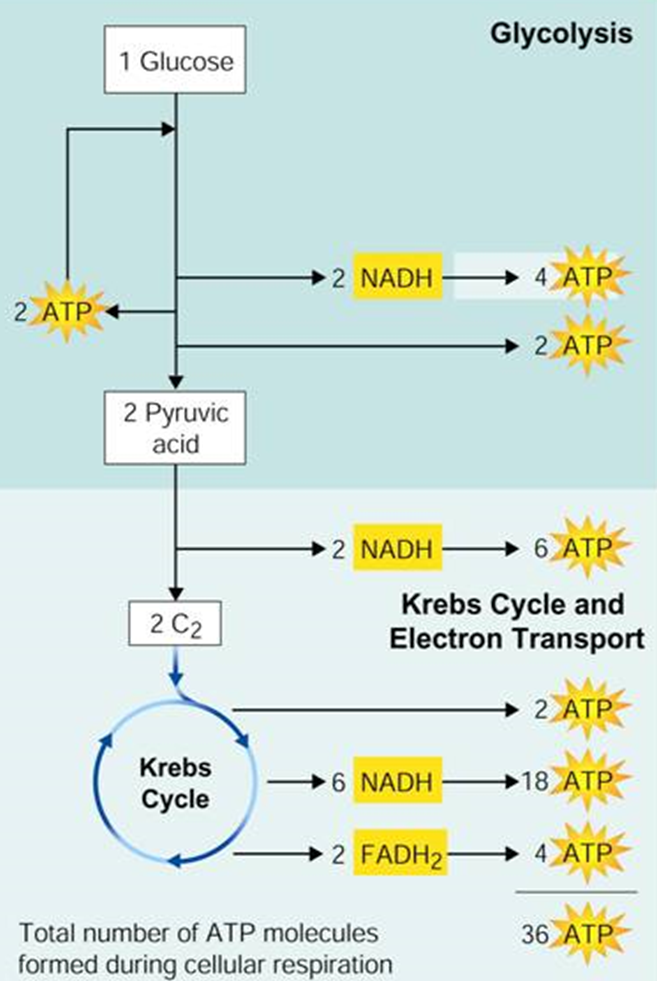 Glycolysis
1 Glucose
2 NADH 4 ATP
2 ATP
2 ATP
2 Pyruvic
acid
2 NADH 6 ATP
Krebs Cycle and
Electron Transport
2 C₂
2 ATP
Krebs
Cycle
6 NADH 18 ATP
2 FADH₂ 4 ATP
36 ATP
Total number of ATP molecules
formed during cellular respiration